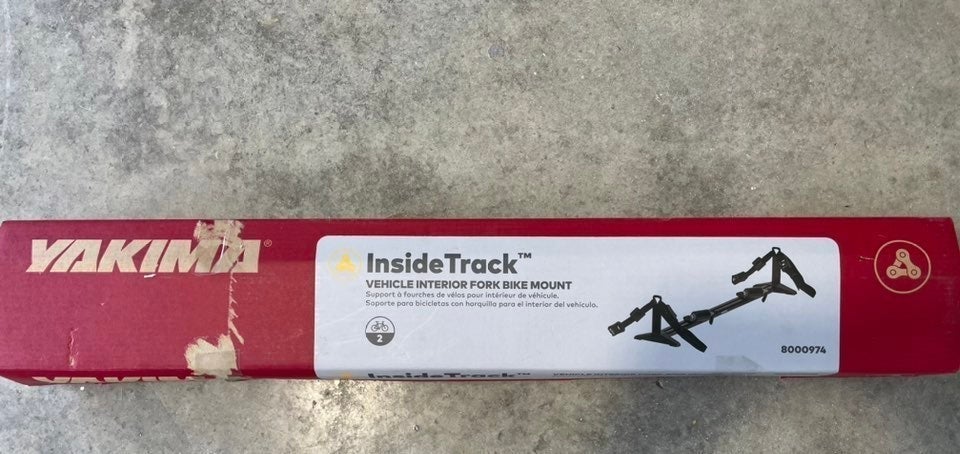 YAKIMA®
InsideTrack™
VEHICLE INTERIOR FORK BIKE MOUNT
Support à fourches de vélos pour intérieur de véhicule.
Soporte para bicicletas con horquilla para el interior del vehículo.
2
8000974
InsideTrack™